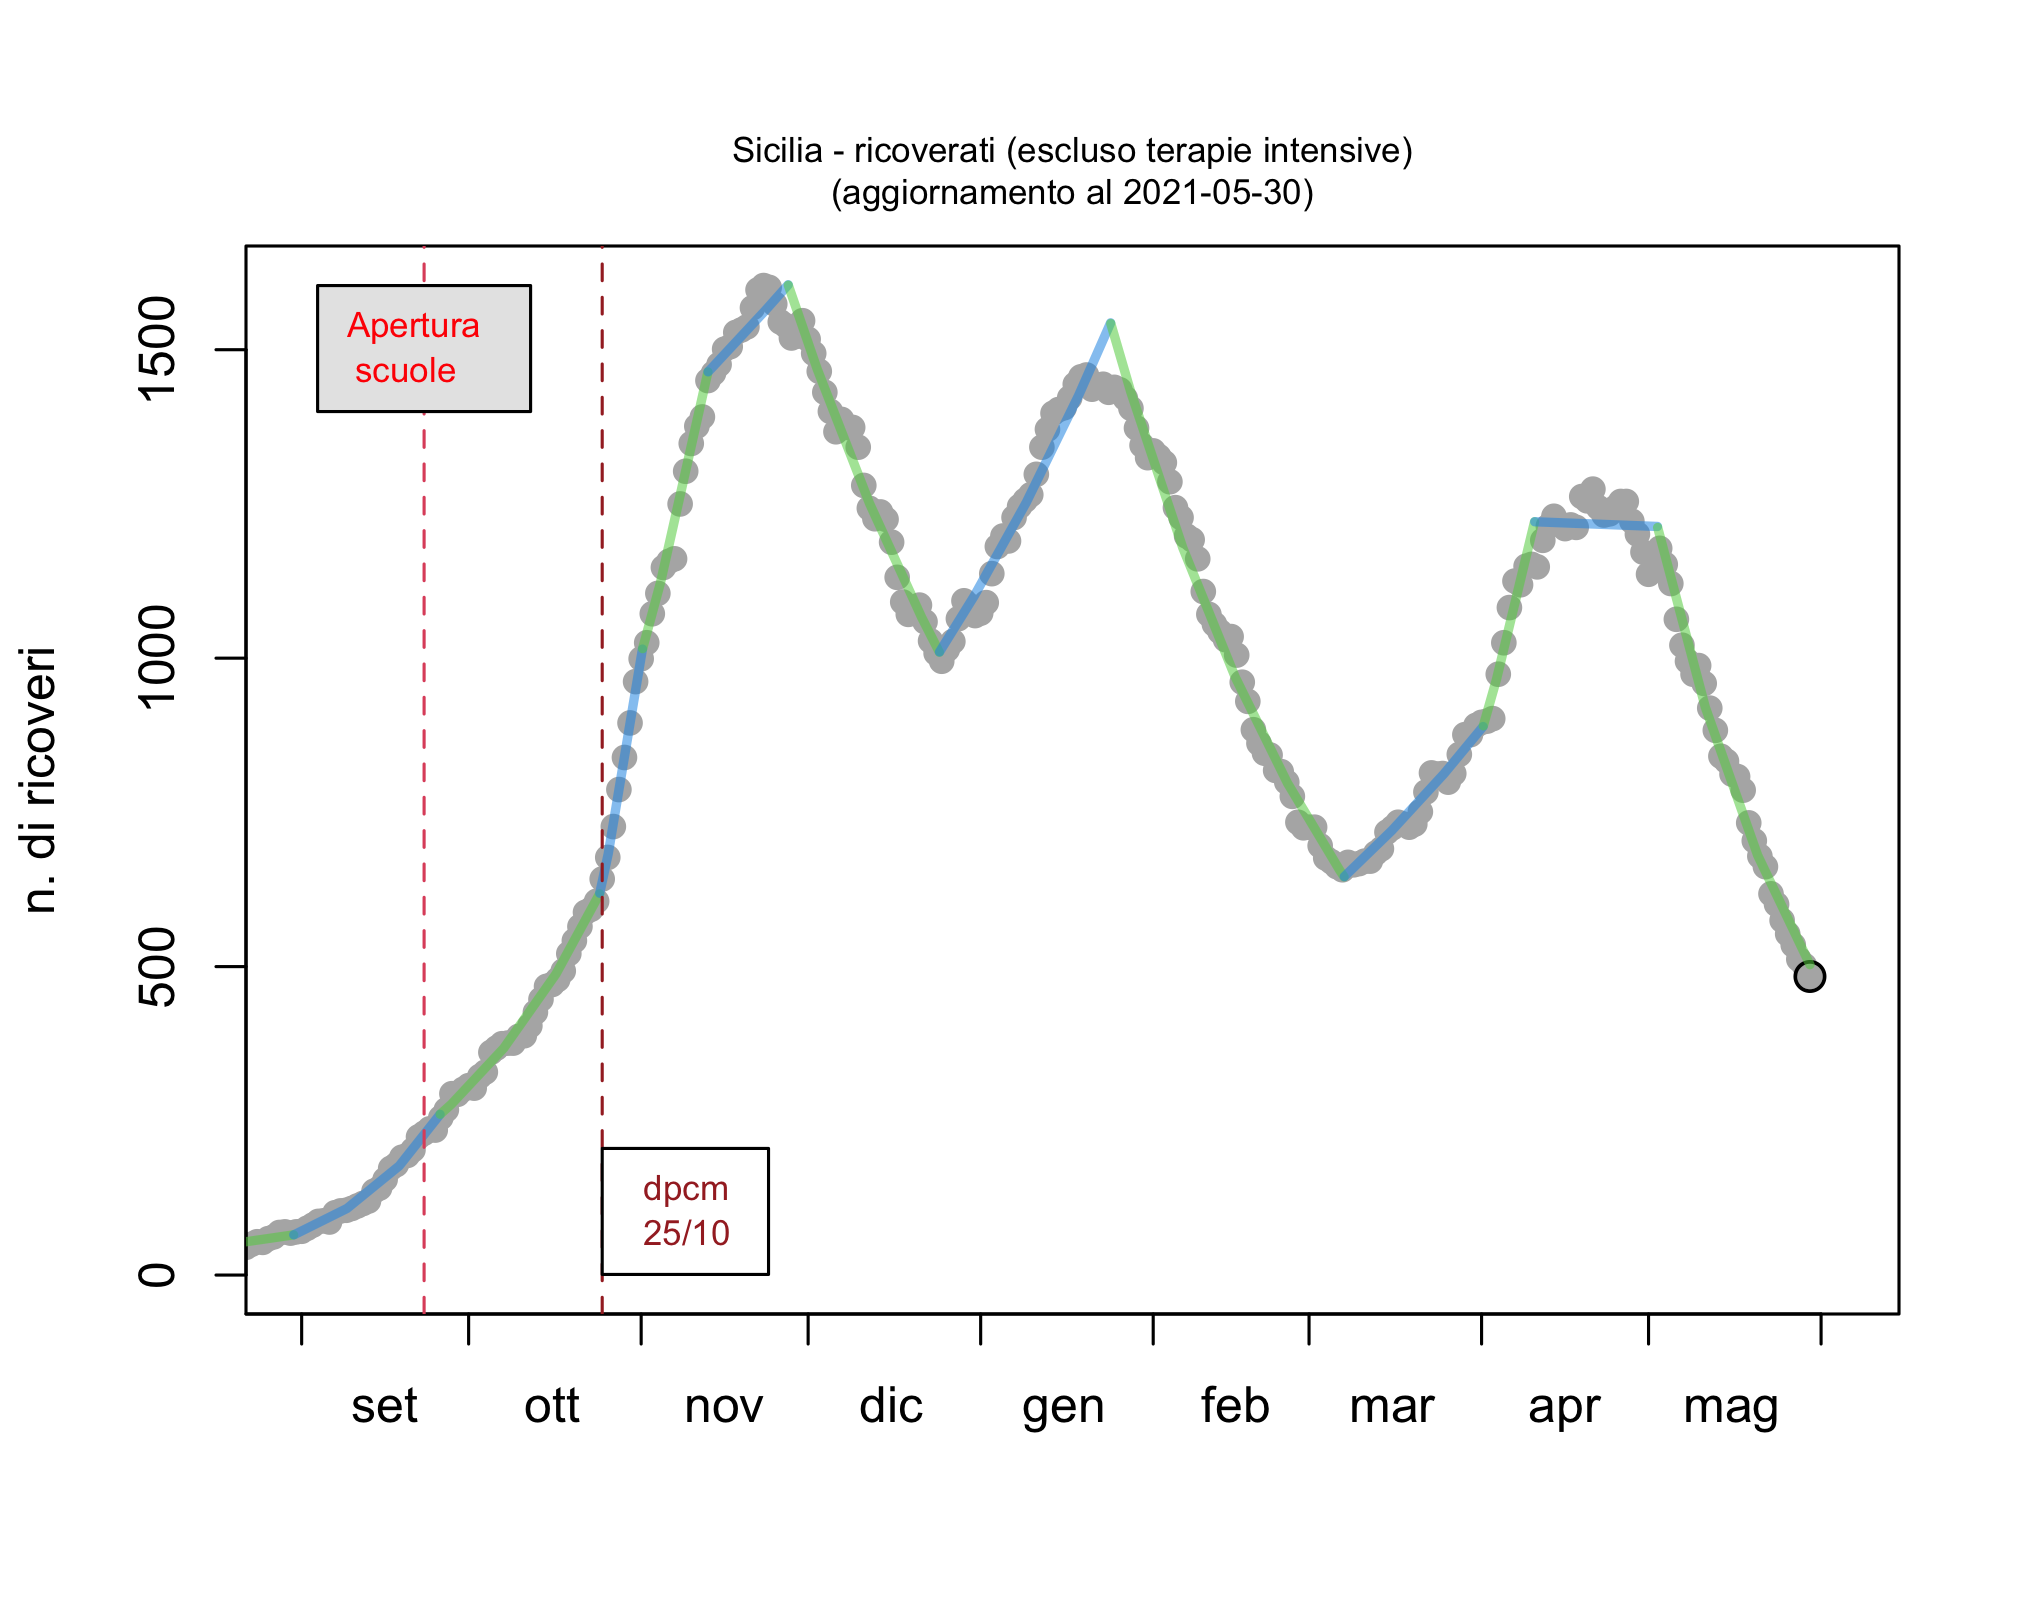 Sicilia - ricoverati (escluso terapie intensive)
(aggiornamento al 2021-05-30)
n. di ricoveri
1500
1000
500
0
Apertura
scuole
dpcm
25/10
set ott nov dic gen feb mar apr mag